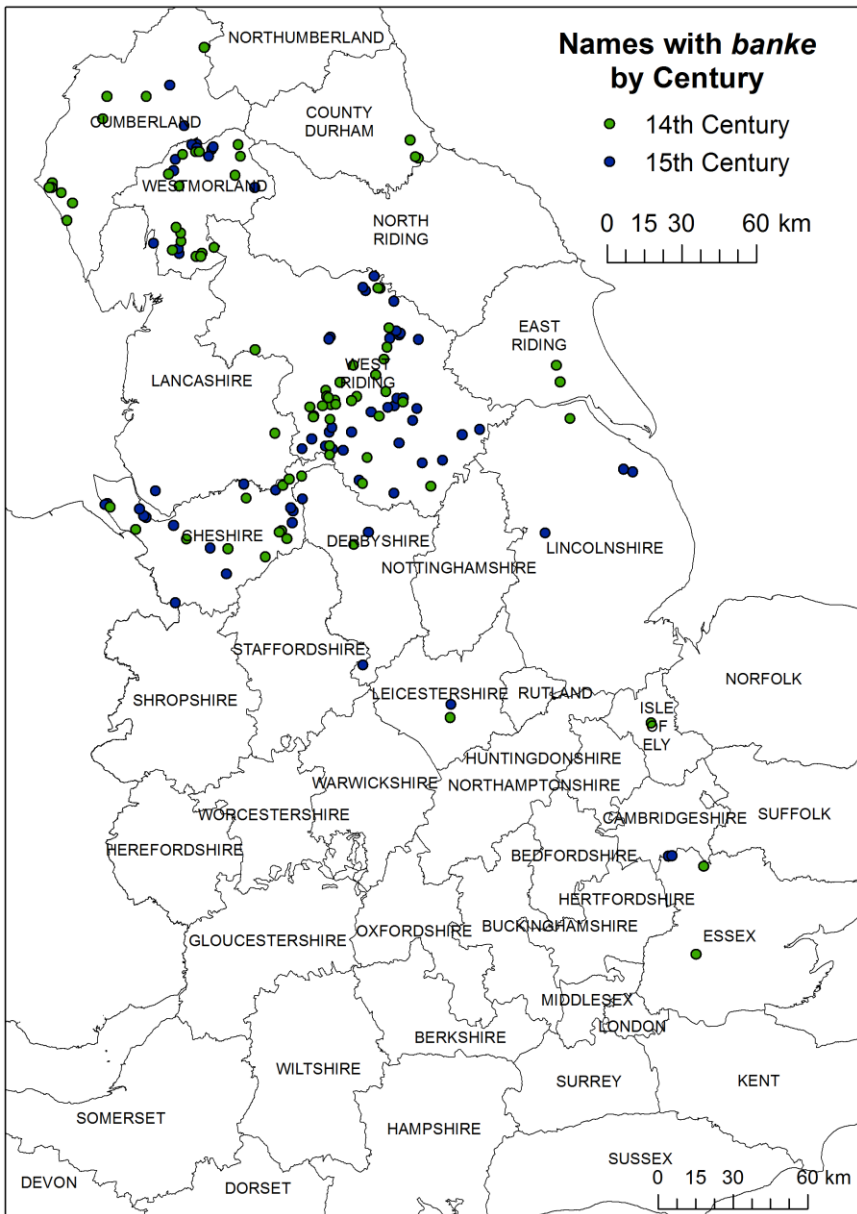 NORTHUMBERLAND
Names with banke
by Century
14th Century
15th Century
0 15 30 60 km
COUNTY
DURHAM
CUMBERLAND
WESTMORLAND
NORTH
RIDING
EAST
RIDING
WEST
RIDING
LANCASHIRE
CHESHIRE
DERBYSHIRE
NOTTINGHAMSHIRE
LINCOLNSHIRE
STAFFORDSHIRE
SHROPSHIRE
LEICESTERSHIRE
RUTLAND
NORFOLK
ISLE
OF
ELY
HUNTINGDONSHIRE
WARWICKSHIRE
NORTHAMPTONSHIRE
WORCESTERSHIRE
CAMBRIDGESHIRE
SUFFOLK
HEREFORDSHIRE
BEDFORDSHIRE
HERTFORDSHIRE
OXFORDSHIRE
BUCKINGHAMSHIRE
GLOUCESTERSHIRE
ESSEX
MIDDLESEX
LONDON
BERKSHIRE
WILTSHIRE
SURREY
KENT
SOMERSET
HAMPSHIRE
SUSSEX
DEVON
DORSET
0 15 30 60 km